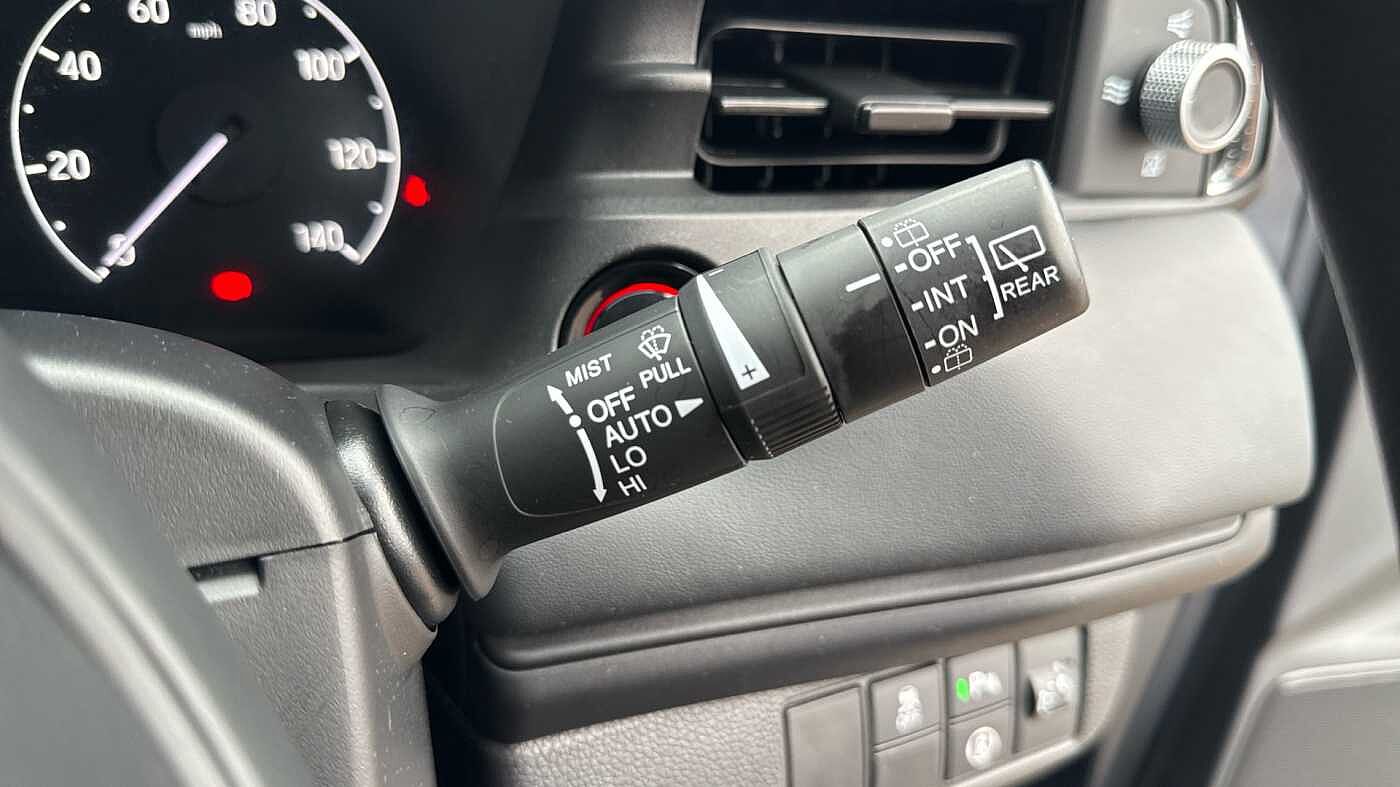 60
80
mph
40
100
20
120
0
140
MIST
PULL
OFF
AUTO
LO
HI
+
OFF
INT
ON
REAR